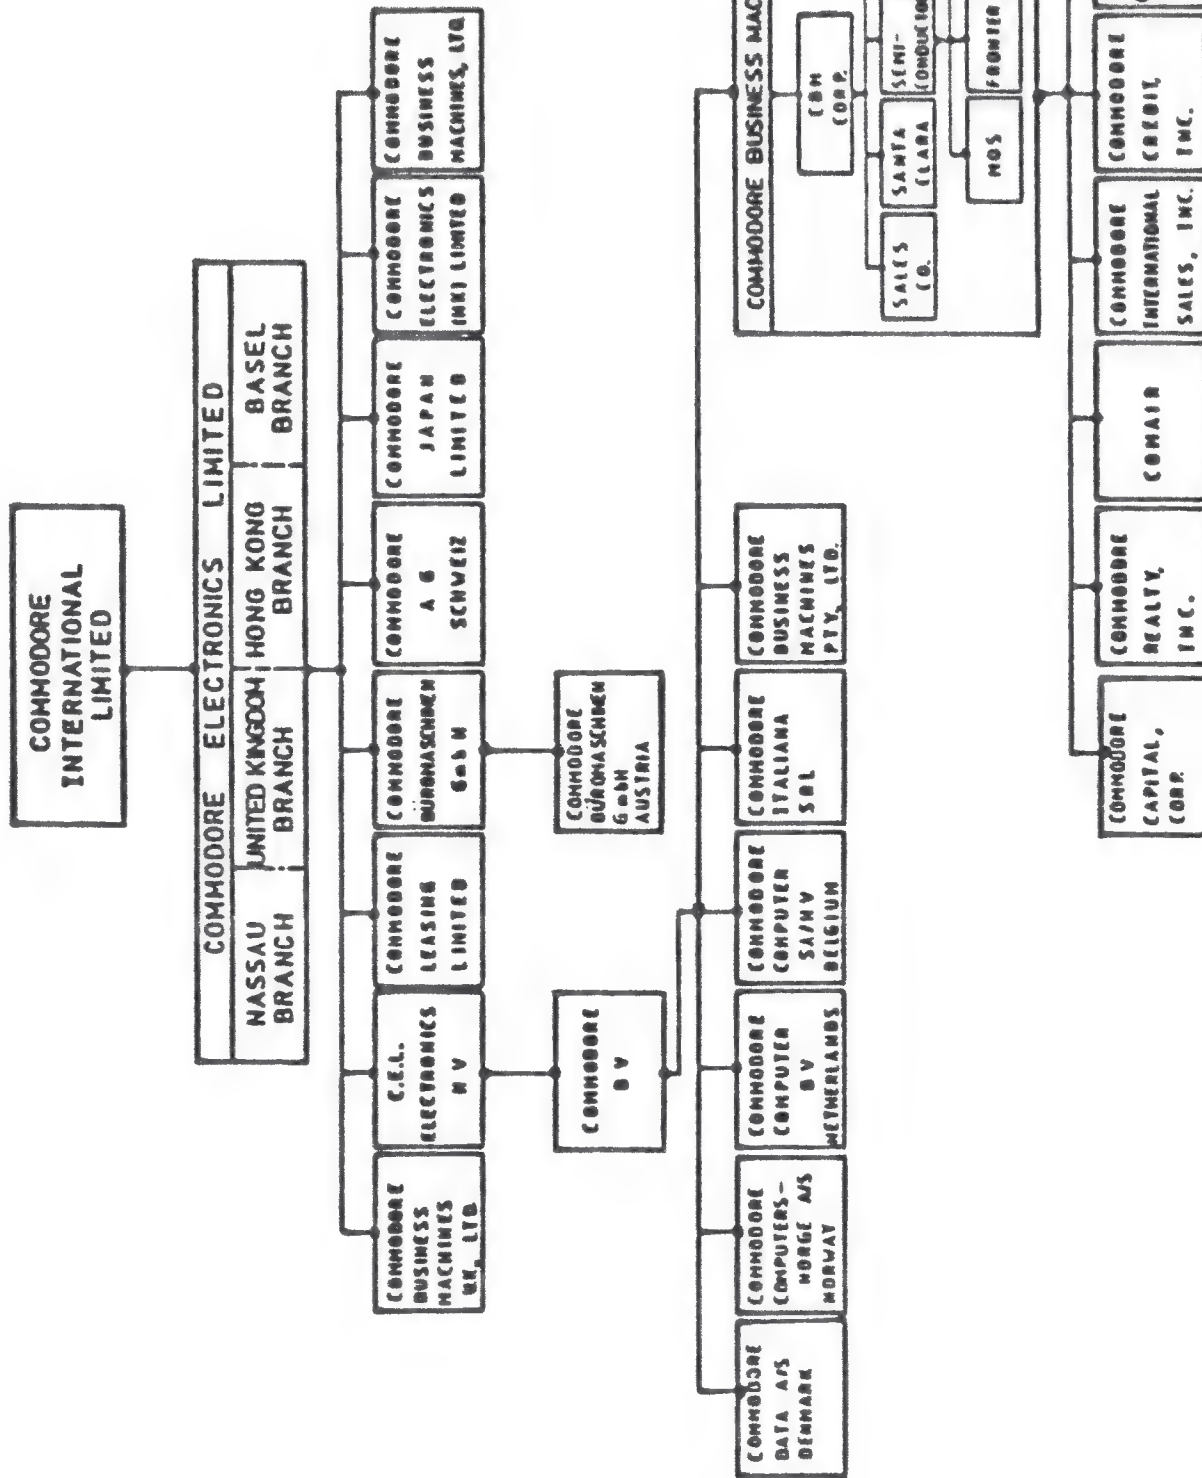 COMMODORE
INTERNATIONAL
LIMITED
COMMODORE ELECTRONICS LIMITED
NASSAU
BRANCH
UNITED KINGDOM
BRANCH
HONG KONG
BRANCH
BASEL
BRANCH
COMMODORE
BUSINESS
MACHINES
UK, LTD
C.E.L.
ELECTRONICS
N V
COMMODORE
LEASING
LIMITED
COMMODORE
BÜROMASCHINEN
GmbH
COMMODORE
A G
SCHWEIZ
COMMODORE
JAPAN
LIMITED
COMMODORE
ELECTRONICS
(HK) LIMITED
COMMODORE
BUSINESS
MACHINES, LTD.
COMMODORE
B V
COMMODORE
BÜROMASCHINEN
GmbH
AUSTRIA
COMMODORE
DATA A/S
DENMARK
COMMODORE
COMPUTERS-
NORGE A/S
NORWAY
COMMODORE
COMPUTER
B V
NETHERLANDS
COMMODORE
COMPUTER
SA/NV
BELGIUM
COMMODORE
ITALIANA
SRL
COMMODORE
BUSINESS
MACHINES
PTY, LTD.
COMMODORE BUSINESS MAC
CBM
CORP.
SALES
CO.
SANTA
CLARA
SEMI-
CONDUCTOR
MOS
FRONTIER
COMMODORE
CAPITAL,
CORP.
COMMODORE
REALTY,
INC.
COMAIR
COMMODORE
INTERNATIONAL
SALES, INC.
COMMODORE
CREDIT,
INC.